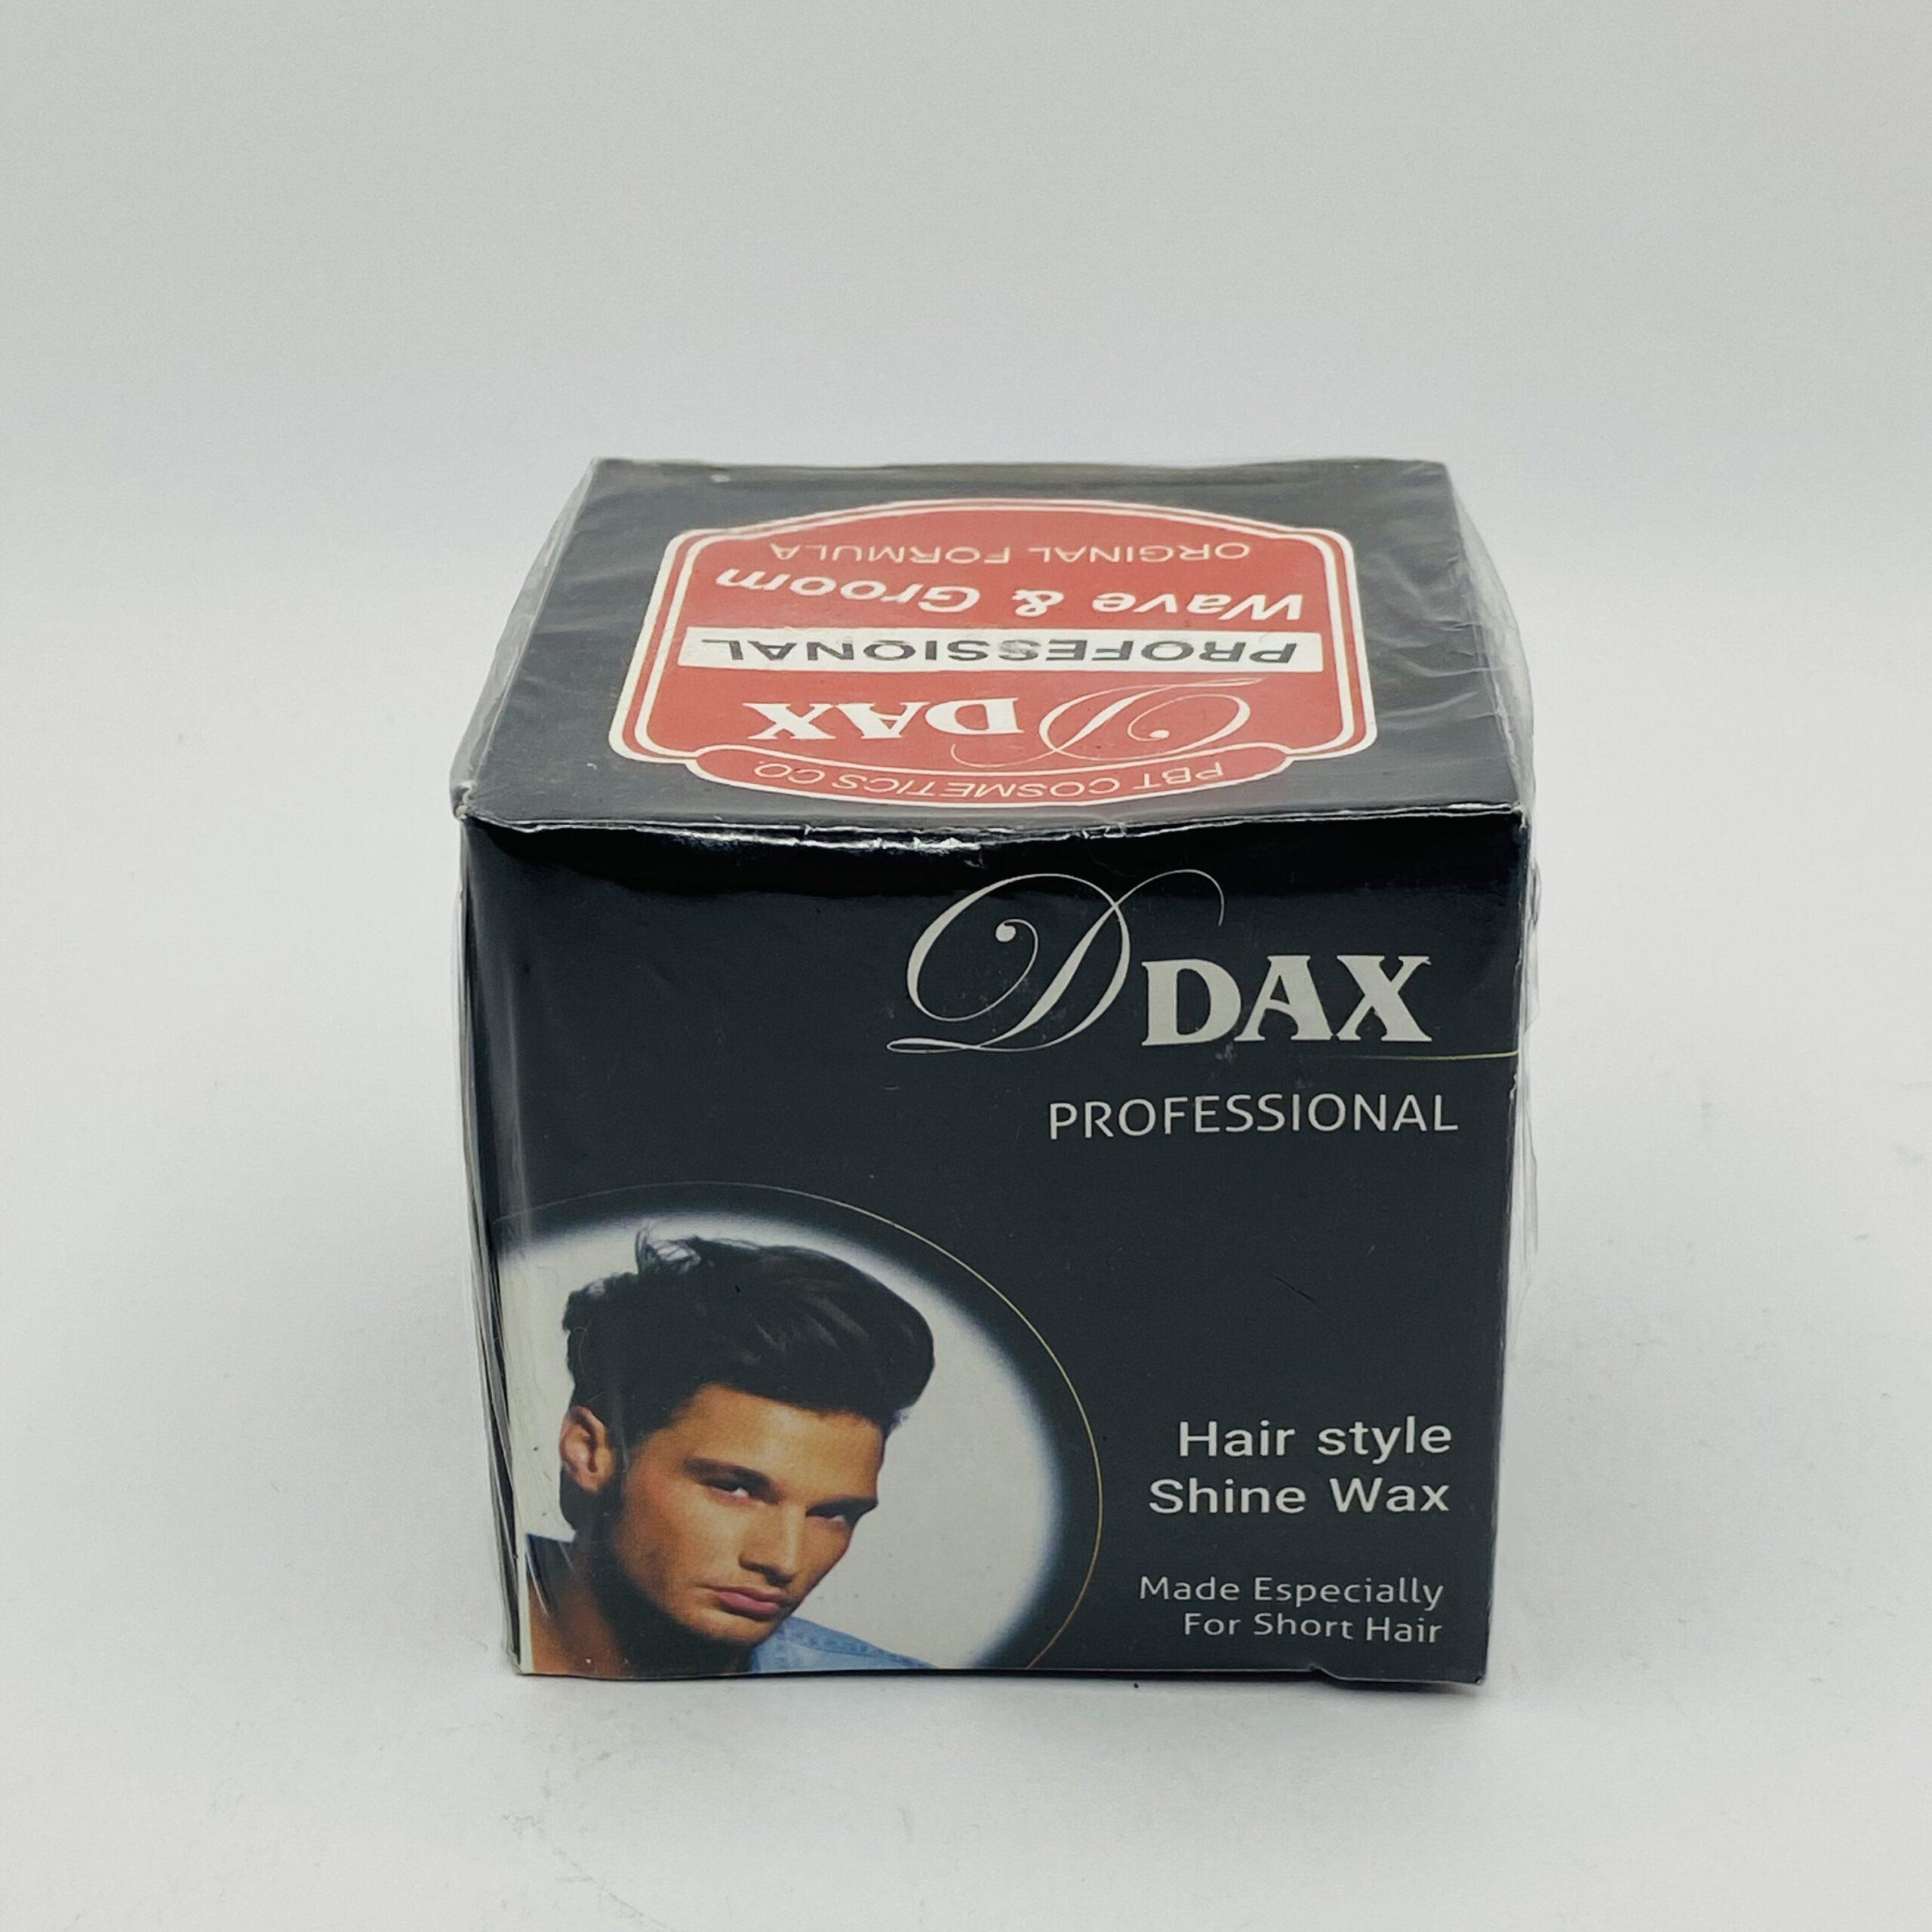 PBT COSMETICS CO.
D DAX
PROFESSIONAL
Wave & Groom
ORGINAL FORMULA
D DAX
PROFESSIONAL
Hair style
Shine Wax
Made Especially
For Short Hair